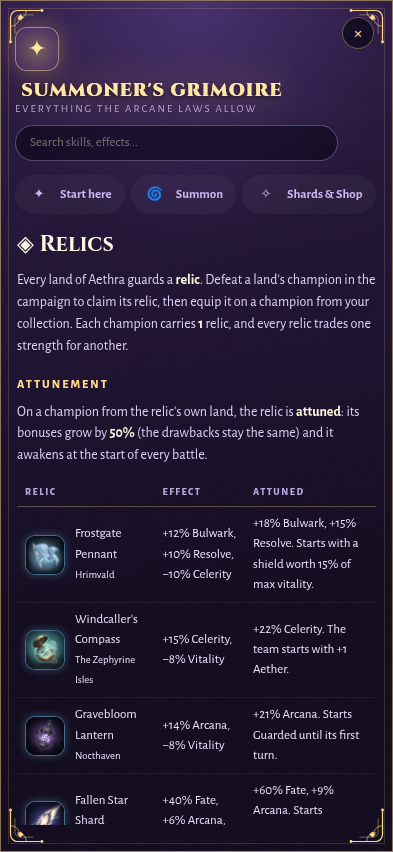 ×
SUMMONER'S GRIMOIRE
EVERYTHING THE ARCANE LAWS ALLOW
Search skills, effects...
Start here
Summon
Shards & Shop
RELICS
Every land of Aethra guards a relic. Defeat a land's champion in the
campaign to claim its relic, then equip it on a champion from your
collection. Each champion carries 1 relic, and every relic trades one
strength for another.
ATTUNEMENT
On a champion from the relic's own land, the relic is attuned: its
bonuses grow by 50% (the drawbacks stay the same) and it
awakens at the start of every battle.
RELIC EFFECT ATTUNED
Frostgate
Pennant
Hrimvald
+12% Bulwark,
+10% Resolve,
−10% Celerity
+18% Bulwark, +15%
Resolve. Starts with a
shield worth 15% of
max vitality.
Windcaller's
Compass
The Zephyrine
Isles
+15% Celerity,
−8% Vitality
+22% Celerity. The
team starts with +1
Aether.
Gravebloom
Lantern
Nocthaven
+14% Arcana,
−8% Vitality
+21% Arcana. Starts
Guarded until its first
turn.
Fallen Star
Shard
+40% Fate,
+6% Arcana,
+60% Fate, +9%
Arcana. Starts